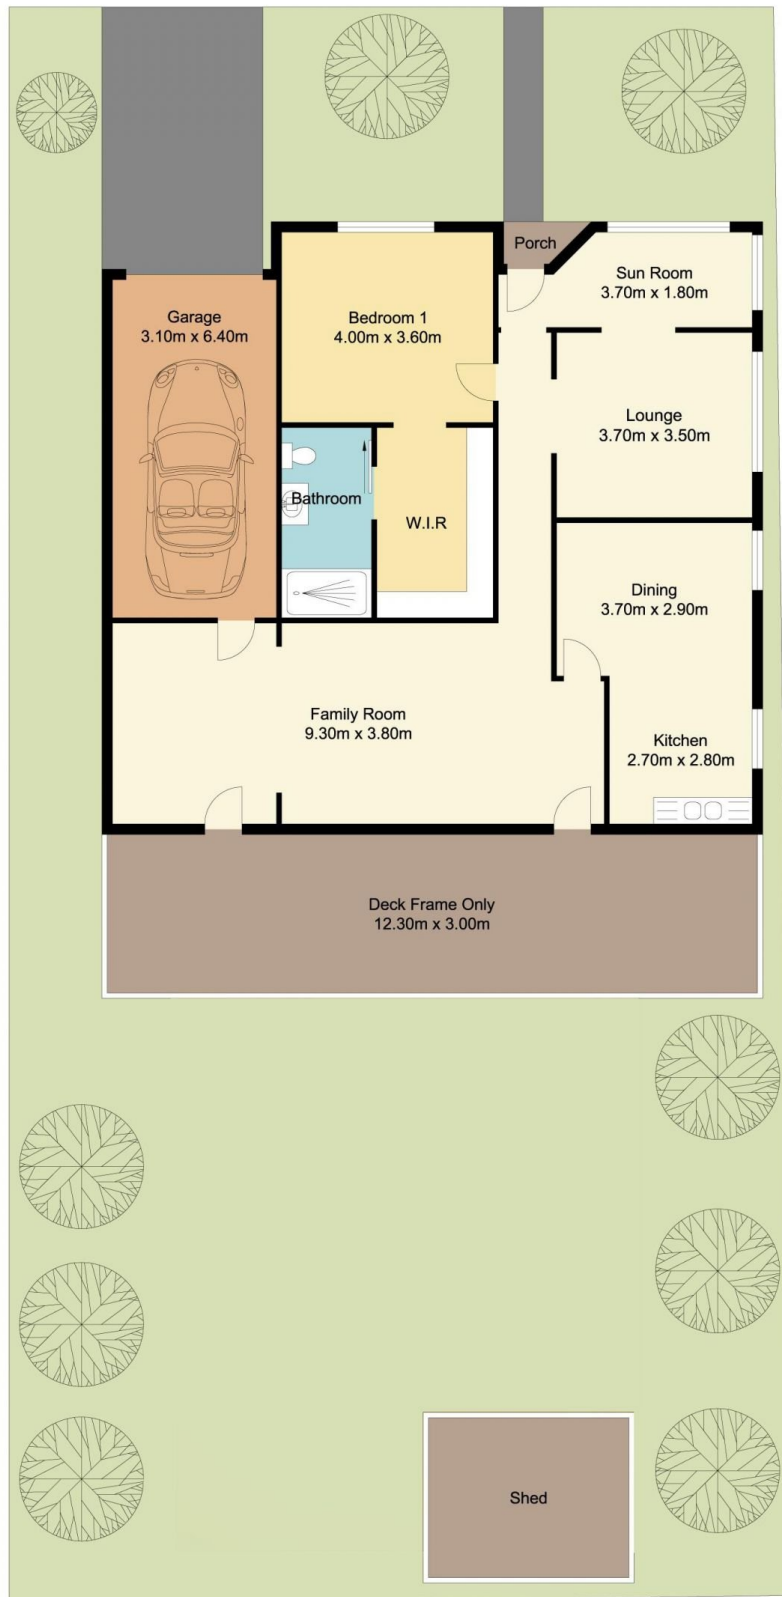 Porch
Sun Room
3.70m x 1.80m
Garage
3.10m x 6.40m
Bedroom 1
4.00m x 3.60m
Lounge
3.70m x 3.50m
Bathroom
W.I.R
Dining
3.70m x 2.90m
Family Room
9.30m x 3.80m
Kitchen
2.70m x 2.80m
Deck Frame Only
12.30m x 3.00m
Shed